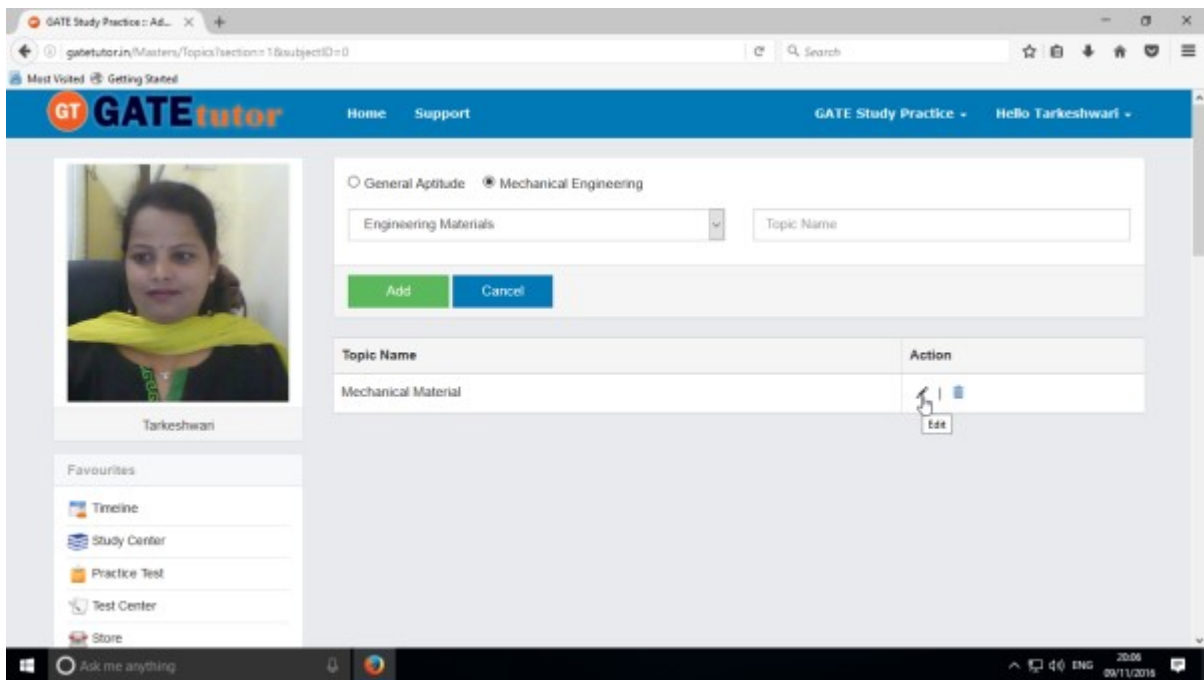 GATE Study Practice :: Ad...
gatetutor.in/Masters/Topics?section=1&subjectID=0
Search
Most Visited Getting Started
GT GATEtutor Home Support GATE Study Practice Hello Tarkeshwari
General Aptitude Mechanical Engineering
Engineering Materials Topic Name
Add Cancel
Topic Name Action
Mechanical Material |
Edit
Tarkeshwari
Favourites
Timeline
Study Center
Practice Test
Test Center
Store
Ask me anything ENG 20:06
09/11/2016